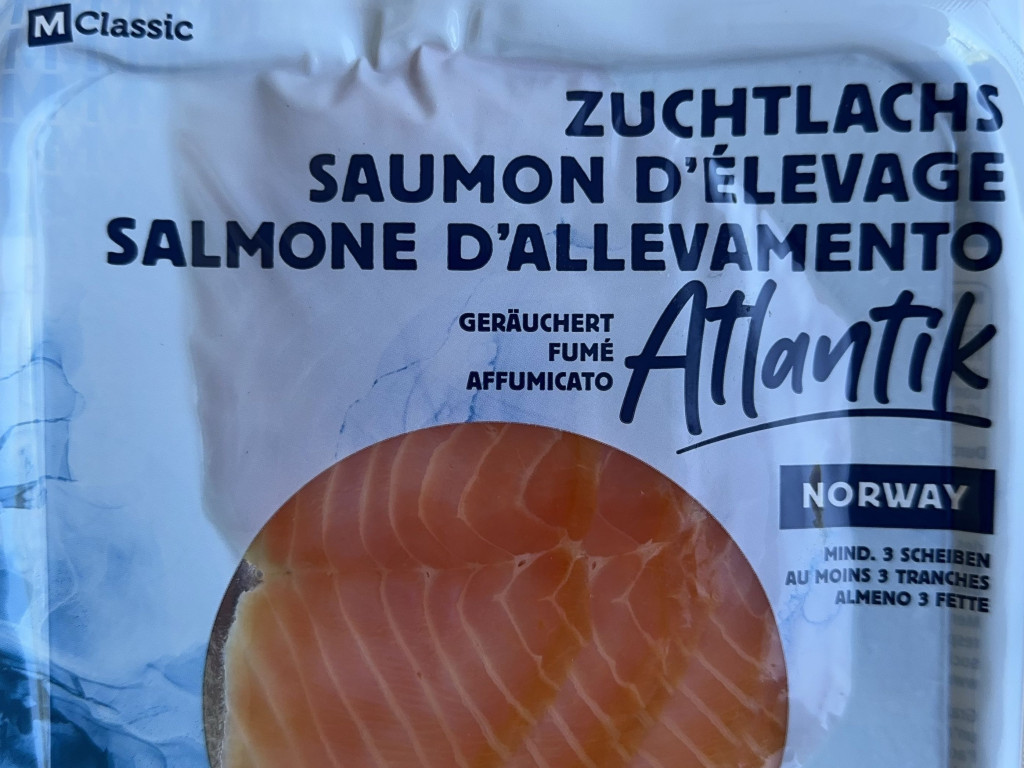 M Classic
ZUCHTLACHS
SAUMON D'ÉLEVAGE
SALMONE D'ALLEVAMENTO
GERÄUCHERT
FUMÉ
AFFUMICATO
Atlantik
NORWAY
MIND. 3 SCHEIBEN
AU MOINS 3 TRANCHES
ALMENO 3 FETTE